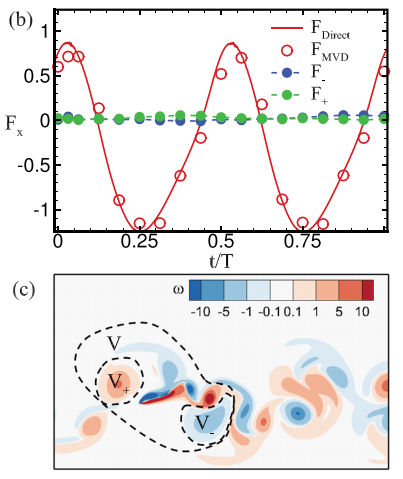 (b)
1
0.5
0
-0.5
-1
F_x
F_Direct
F_MVD
F_-
F_+
0 0.25 0.5 0.75 1
t/T
(c)
ω
-10 -5 -1 -0.1 0.1 1 5 10
V
V_+
V_-